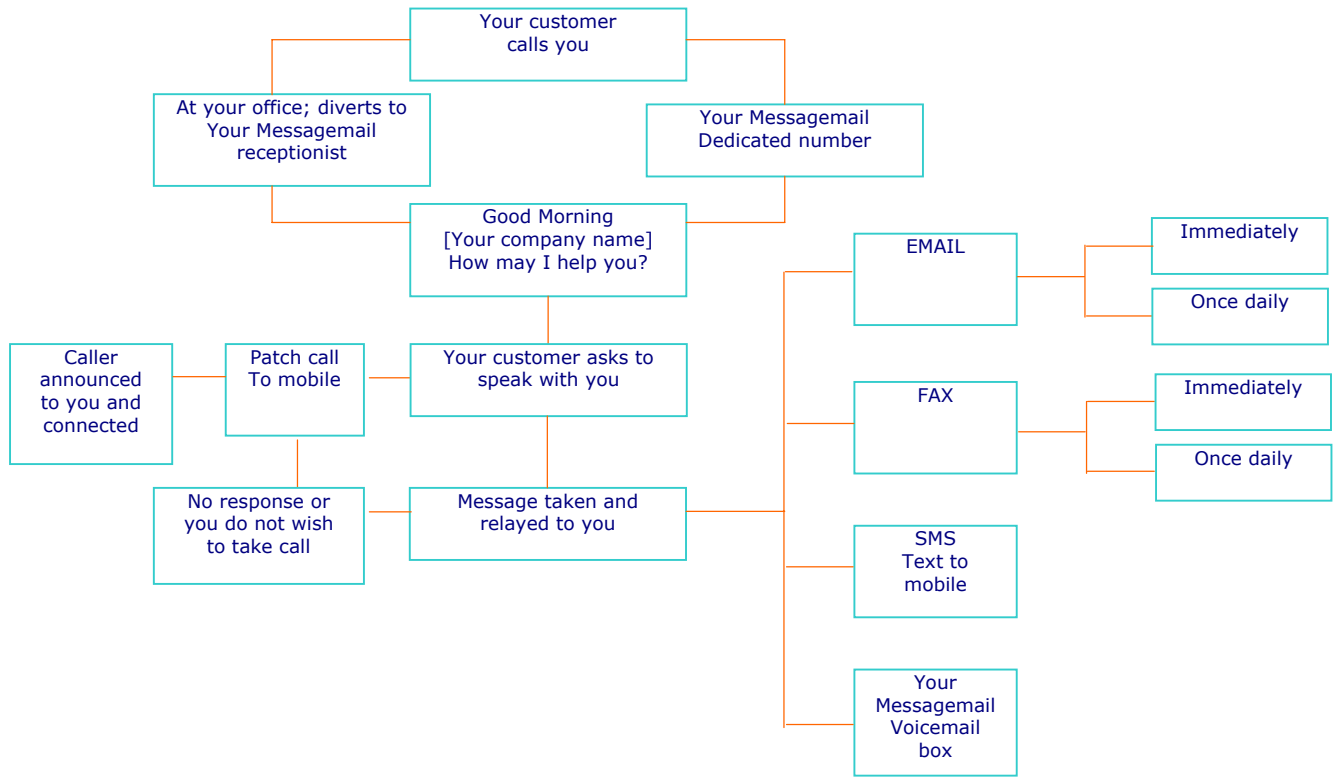 Your customer
calls you
At your office; diverts to
Your Messagemail
receptionist
Your Messagemail
Dedicated number
Good Morning
[Your company name]
How may I help you?
EMAIL
Immediately
Once daily
Caller
announced
to you and
connected
Patch call
To mobile
Your customer asks to
speak with you
FAX
Immediately
Once daily
No response or
you do not wish
to take call
Message taken and
relayed to you
SMS
Text to
mobile
Your
Messagemail
Voicemail
box